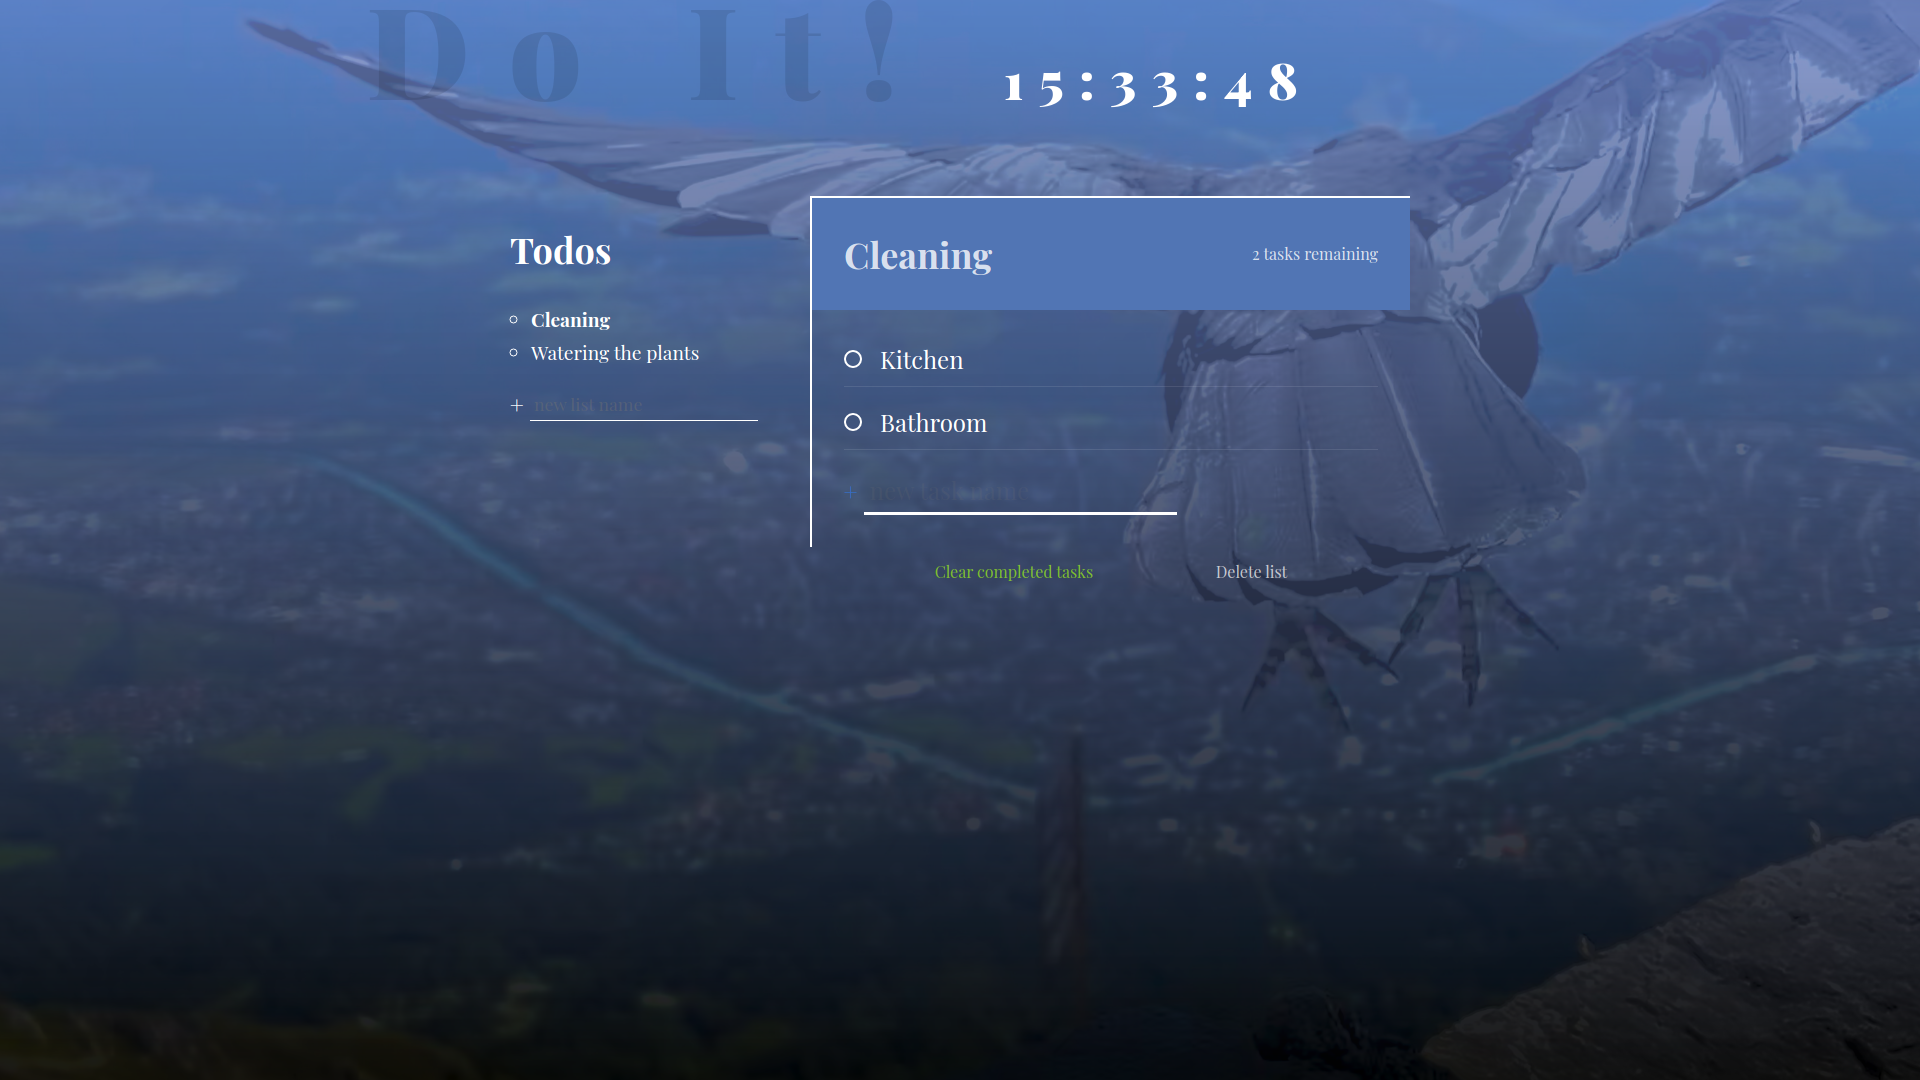 Do It!
15:33:48
Todos
Cleaning
Watering the plants
+ new list name
Cleaning
2 tasks remaining
Kitchen
Bathroom
+ new task name
Clear completed tasks
Delete list